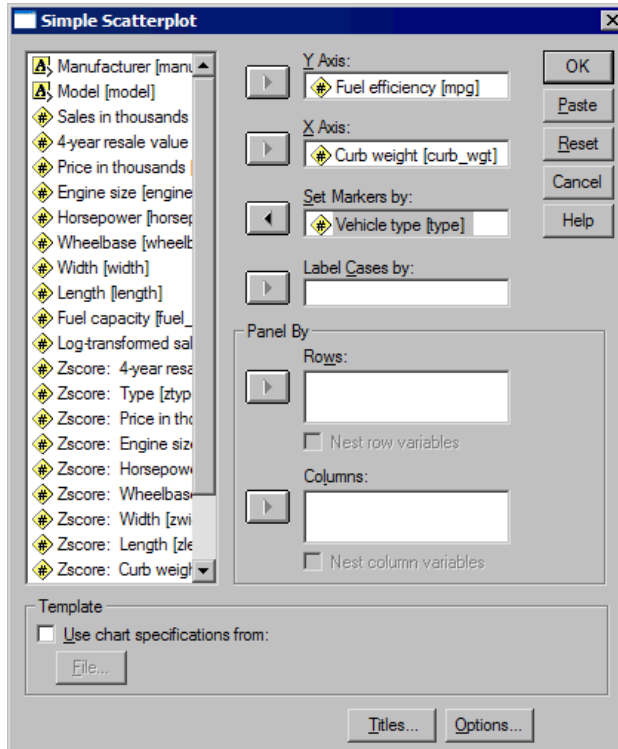 Simple Scatterplot
Manufacturer [manu
Model [model]
Sales in thousands
4-year resale value
Price in thousands [
Engine size [engine
Horsepower [horsep
Wheelbase [wheelb
Width [width]
Length [length]
Fuel capacity [fuel_
Log-transformed sal
Zscore: 4-year resa
Zscore: Type [ztyp
Zscore: Price in tho
Zscore: Engine size
Zscore: Horsepowe
Zscore: Wheelbase
Zscore: Width [zwi
Zscore: Length [zle
Zscore: Curb weigh
Y Axis:
Fuel efficiency [mpg]
X Axis:
Curb weight [curb_wgt]
Set Markers by:
Vehicle type [type]
Label Cases by:
Panel By
Rows:
Nest row variables
Columns:
Nest column variables
OK
Paste
Reset
Cancel
Help
Template
Use chart specifications from:
File...
Titles...
Options...